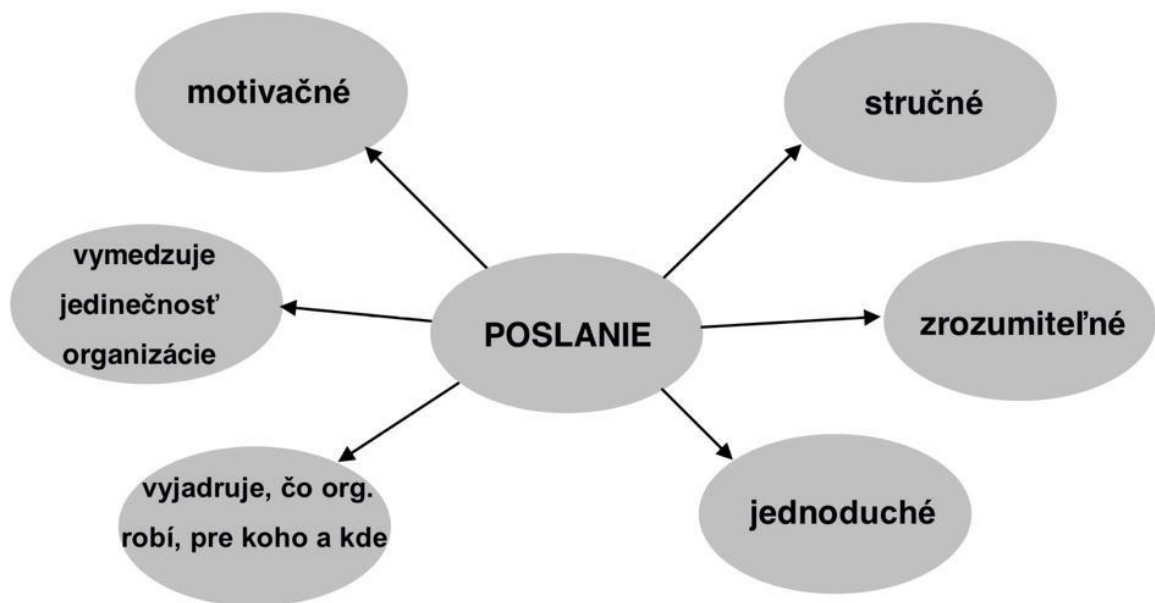 motivačné
stručné
vymedzuje
jedinečnosť
organizácie
POSLANIE
zrozumiteľné
vyjadruje, čo org.
robí, pre koho a kde
jednoduché